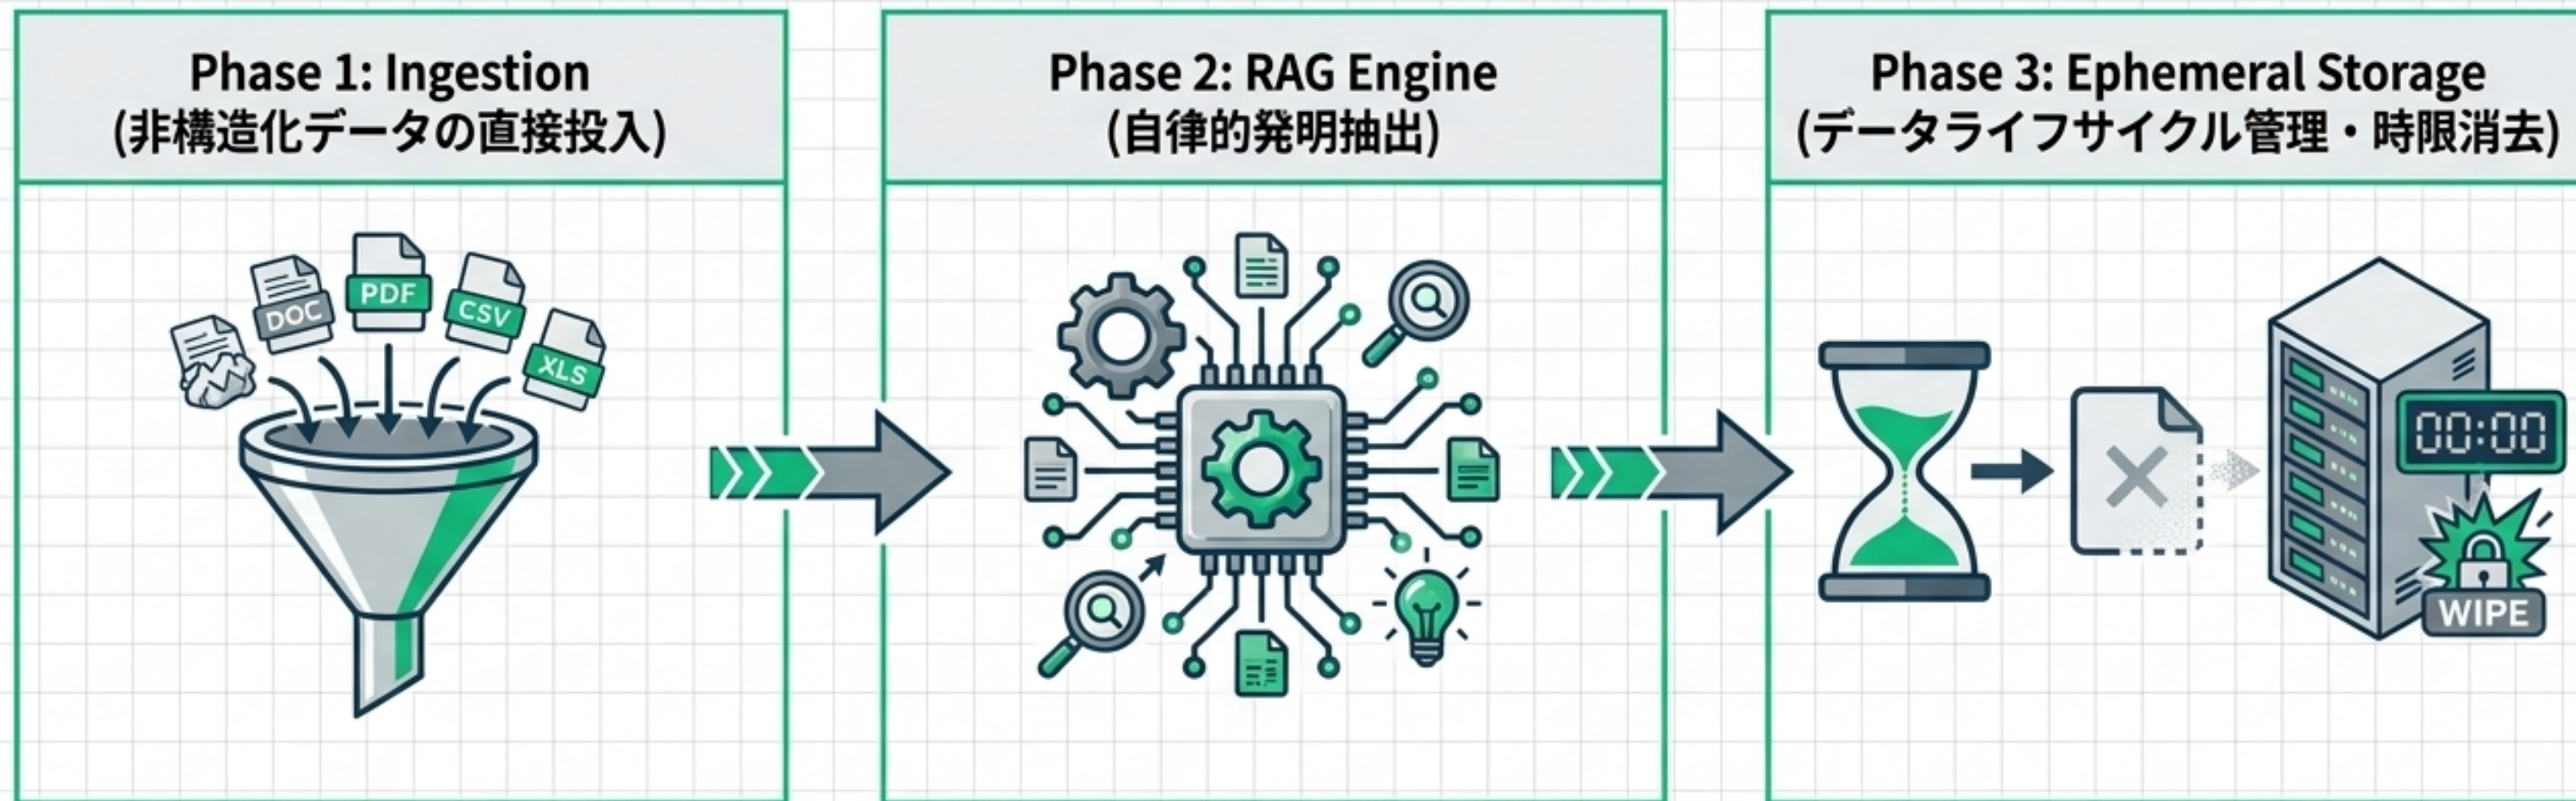 Phase 1: Ingestion
(非構造化データの直接投入)
Phase 2: RAG Engine
(自律的発明抽出)
Phase 3: Ephemeral Storage
(データライフサイクル管理・時限消去)
DOC
PDF
CSV
XLS
00:00
WIPE